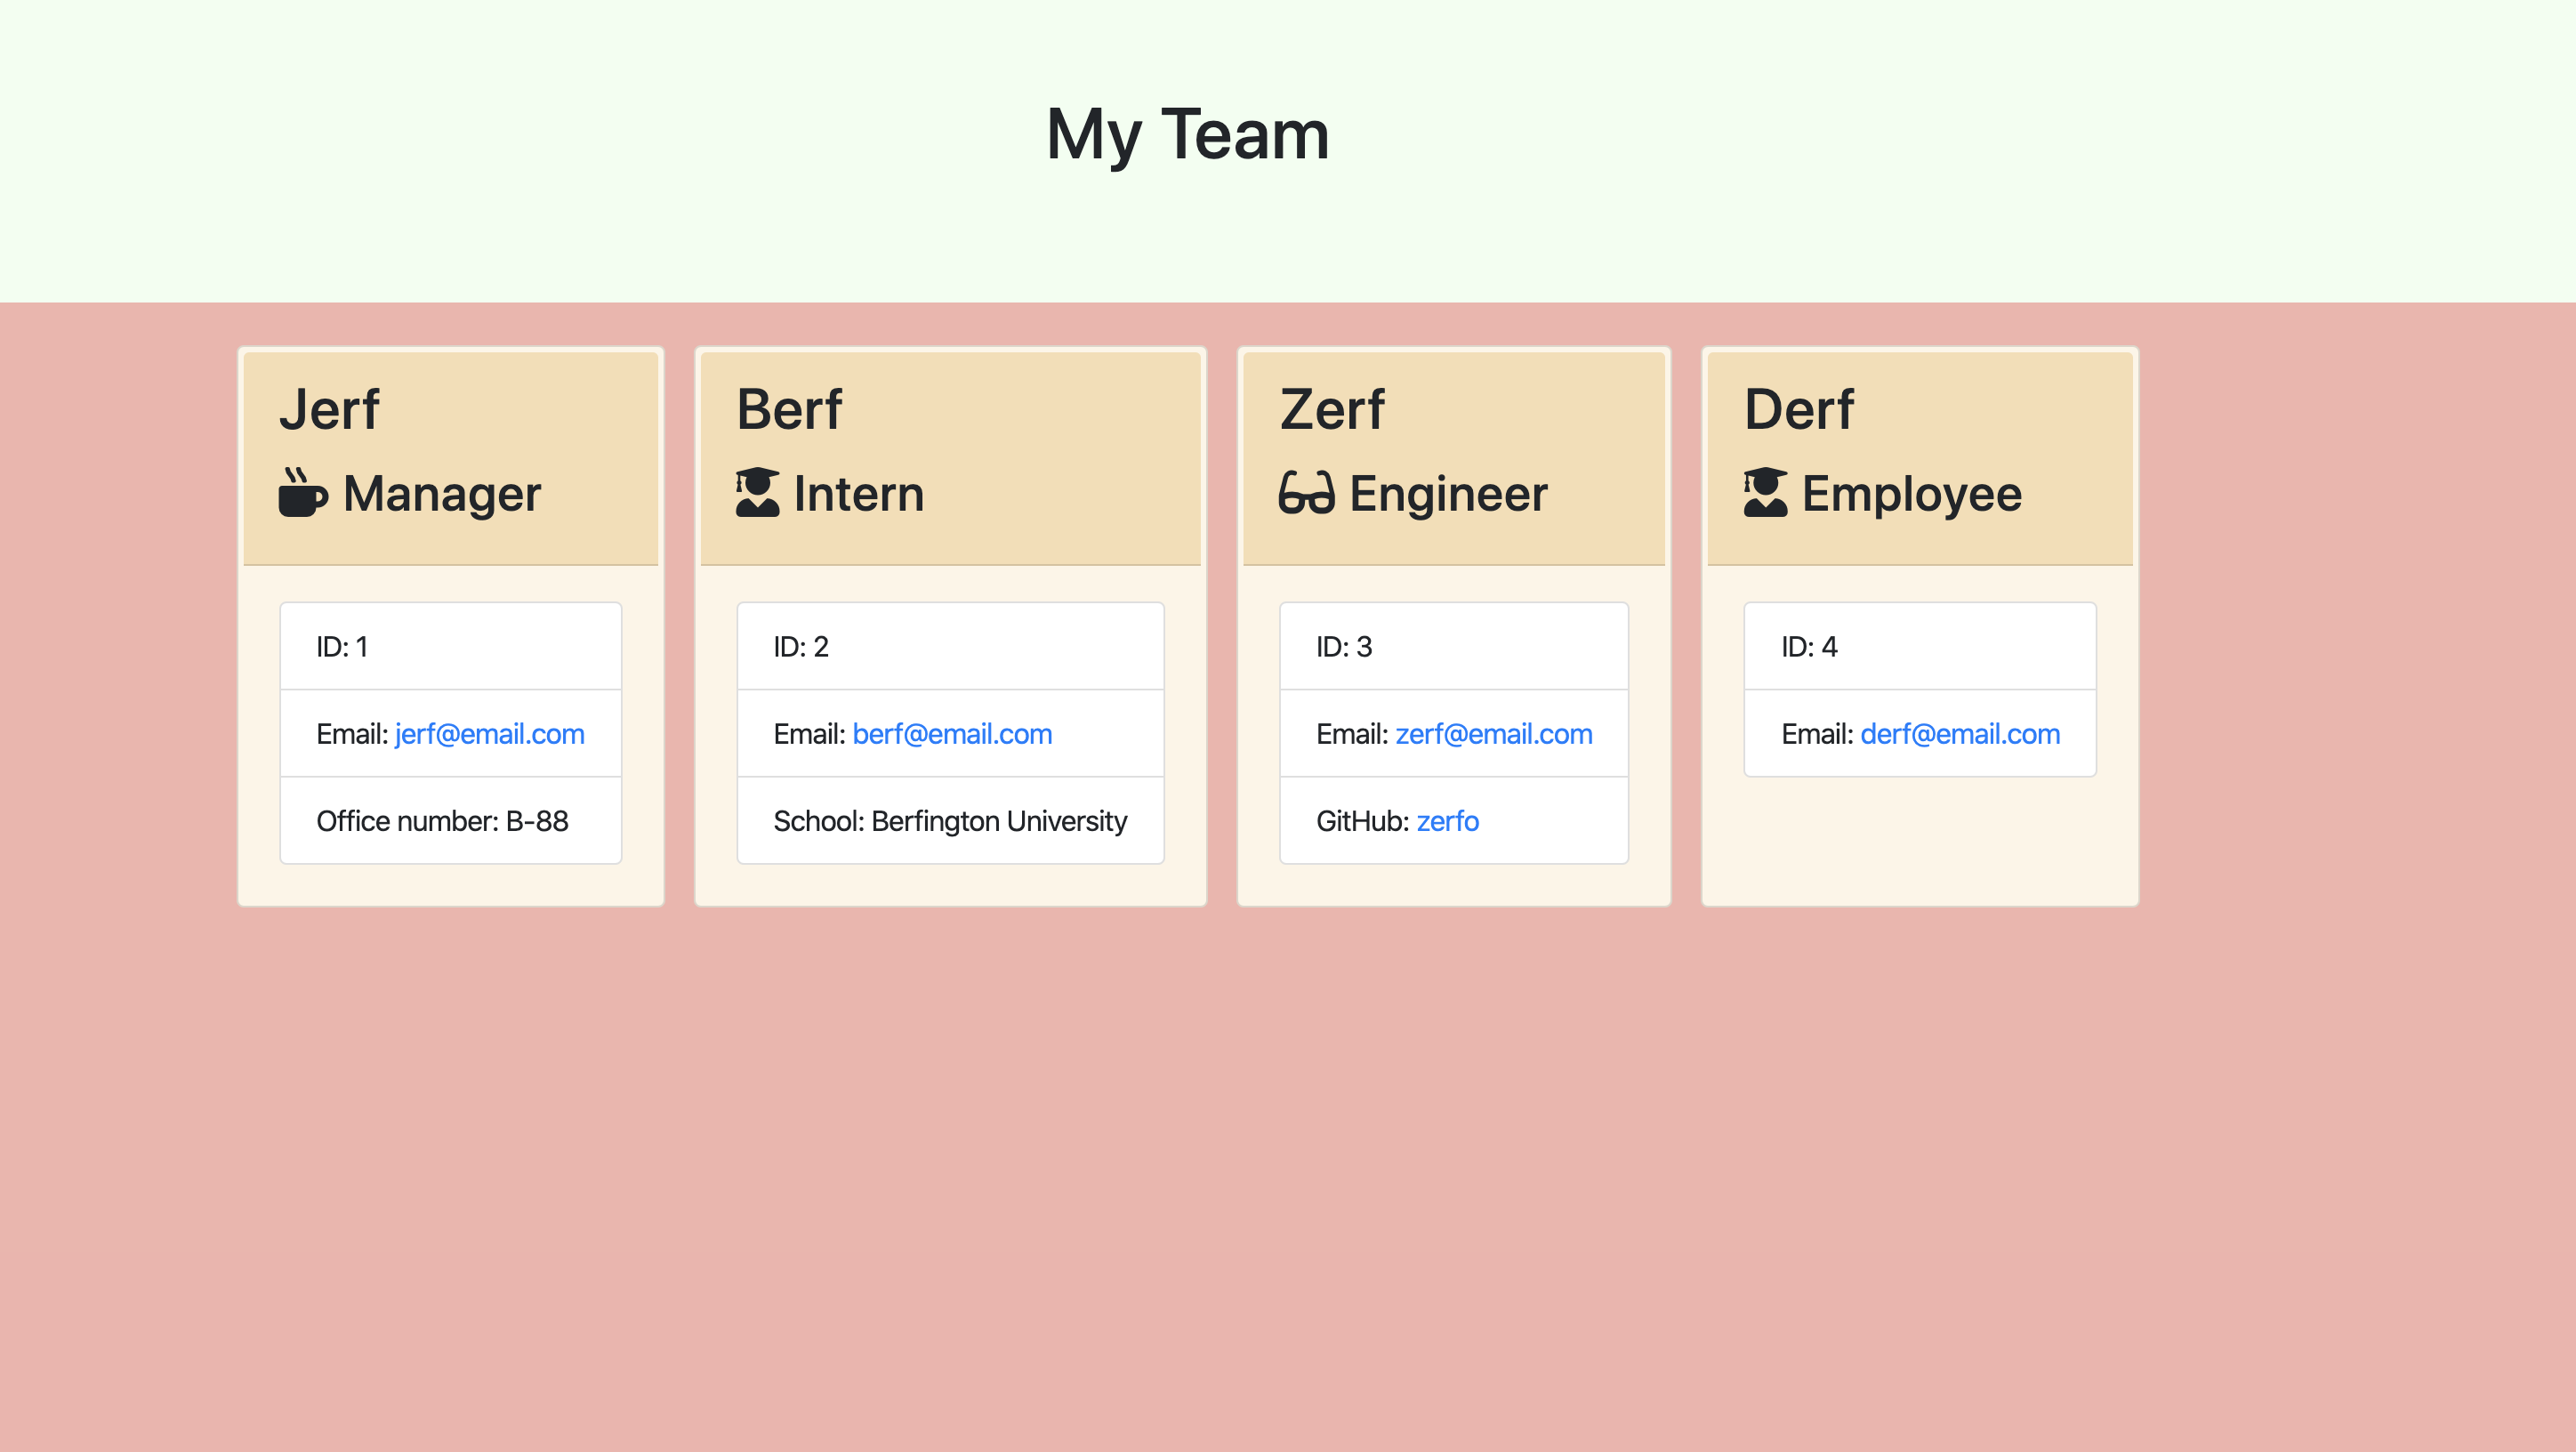 My Team
Jerf
Manager
ID: 1
Email: jerf@email.com
Office number: B-88
Berf
Intern
ID: 2
Email: berf@email.com
School: Berfington University
Zerf
Engineer
ID: 3
Email: zerf@email.com
GitHub: zerfo
Derf
Employee
ID: 4
Email: derf@email.com